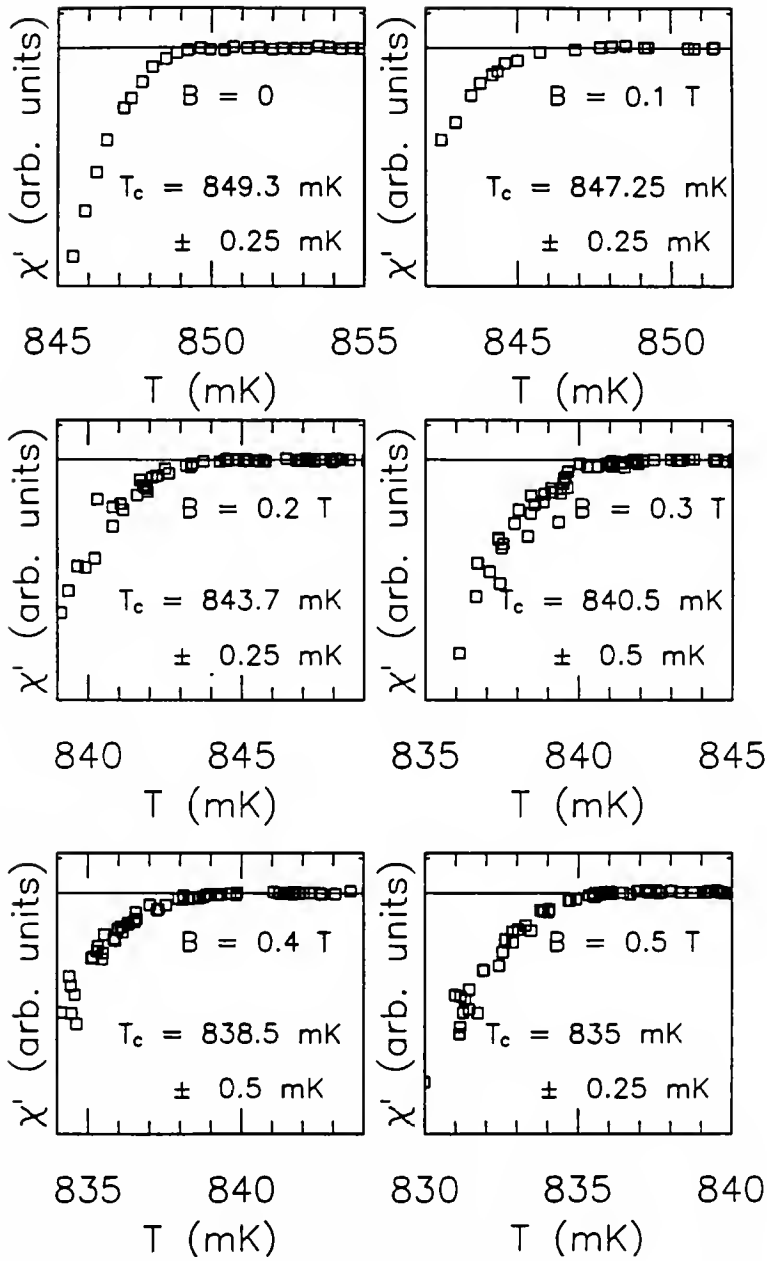 χ' (arb. units)
B = 0
T_c = 849.3 mK
± 0.25 mK
845 850 855
T (mK)
χ' (arb. units)
B = 0.1 T
T_c = 847.25 mK
± 0.25 mK
845 850
T (mK)
χ' (arb. units)
B = 0.2 T
T_c = 843.7 mK
± 0.25 mK
840 845
T (mK)
χ' (arb. units)
B = 0.3 T
T_c = 840.5 mK
± 0.5 mK
835 840 845
T (mK)
χ' (arb. units)
B = 0.4 T
T_c = 838.5 mK
± 0.5 mK
835 840
T (mK)
χ' (arb. units)
B = 0.5 T
T_c = 835 mK
± 0.25 mK
830 835 840
T (mK)